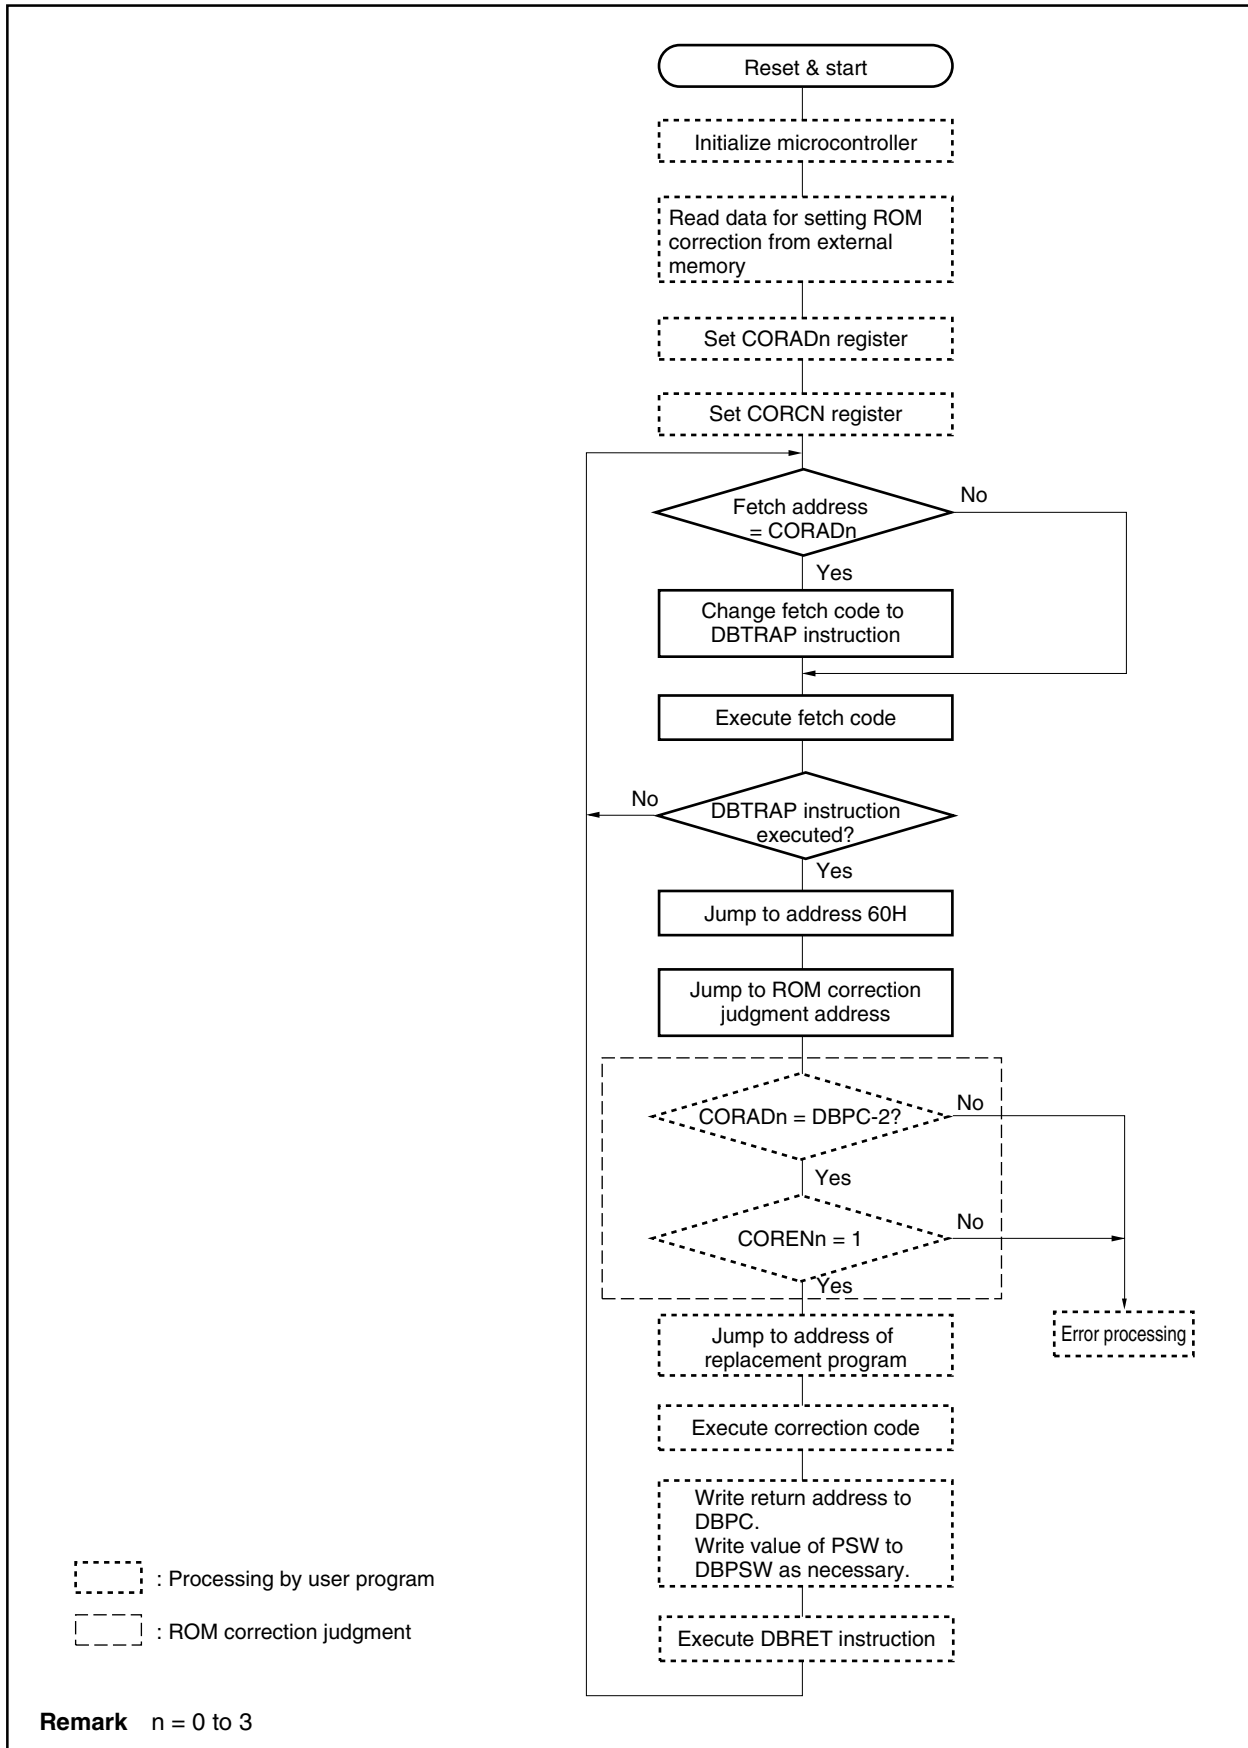 Reset & start
Initialize microcontroller
Read data for setting ROM
correction from external
memory
Set CORADn register
Set CORCN register
Fetch address
= CORADn
No
Yes
Change fetch code to
DBTRAP instruction
Execute fetch code
No
DBTRAP instruction
executed?
Yes
Jump to address 60H
Jump to ROM correction
judgment address
CORADn = DBPC-2?
No
Yes
CORENn = 1
No
Yes
Jump to address of
replacement program
Error processing
Execute correction code
Write return address to
DBPC.
Write value of PSW to
DBPSW as necessary.
: Processing by user program
: ROM correction judgment
Execute DBRET instruction
Remark n = 0 to 3